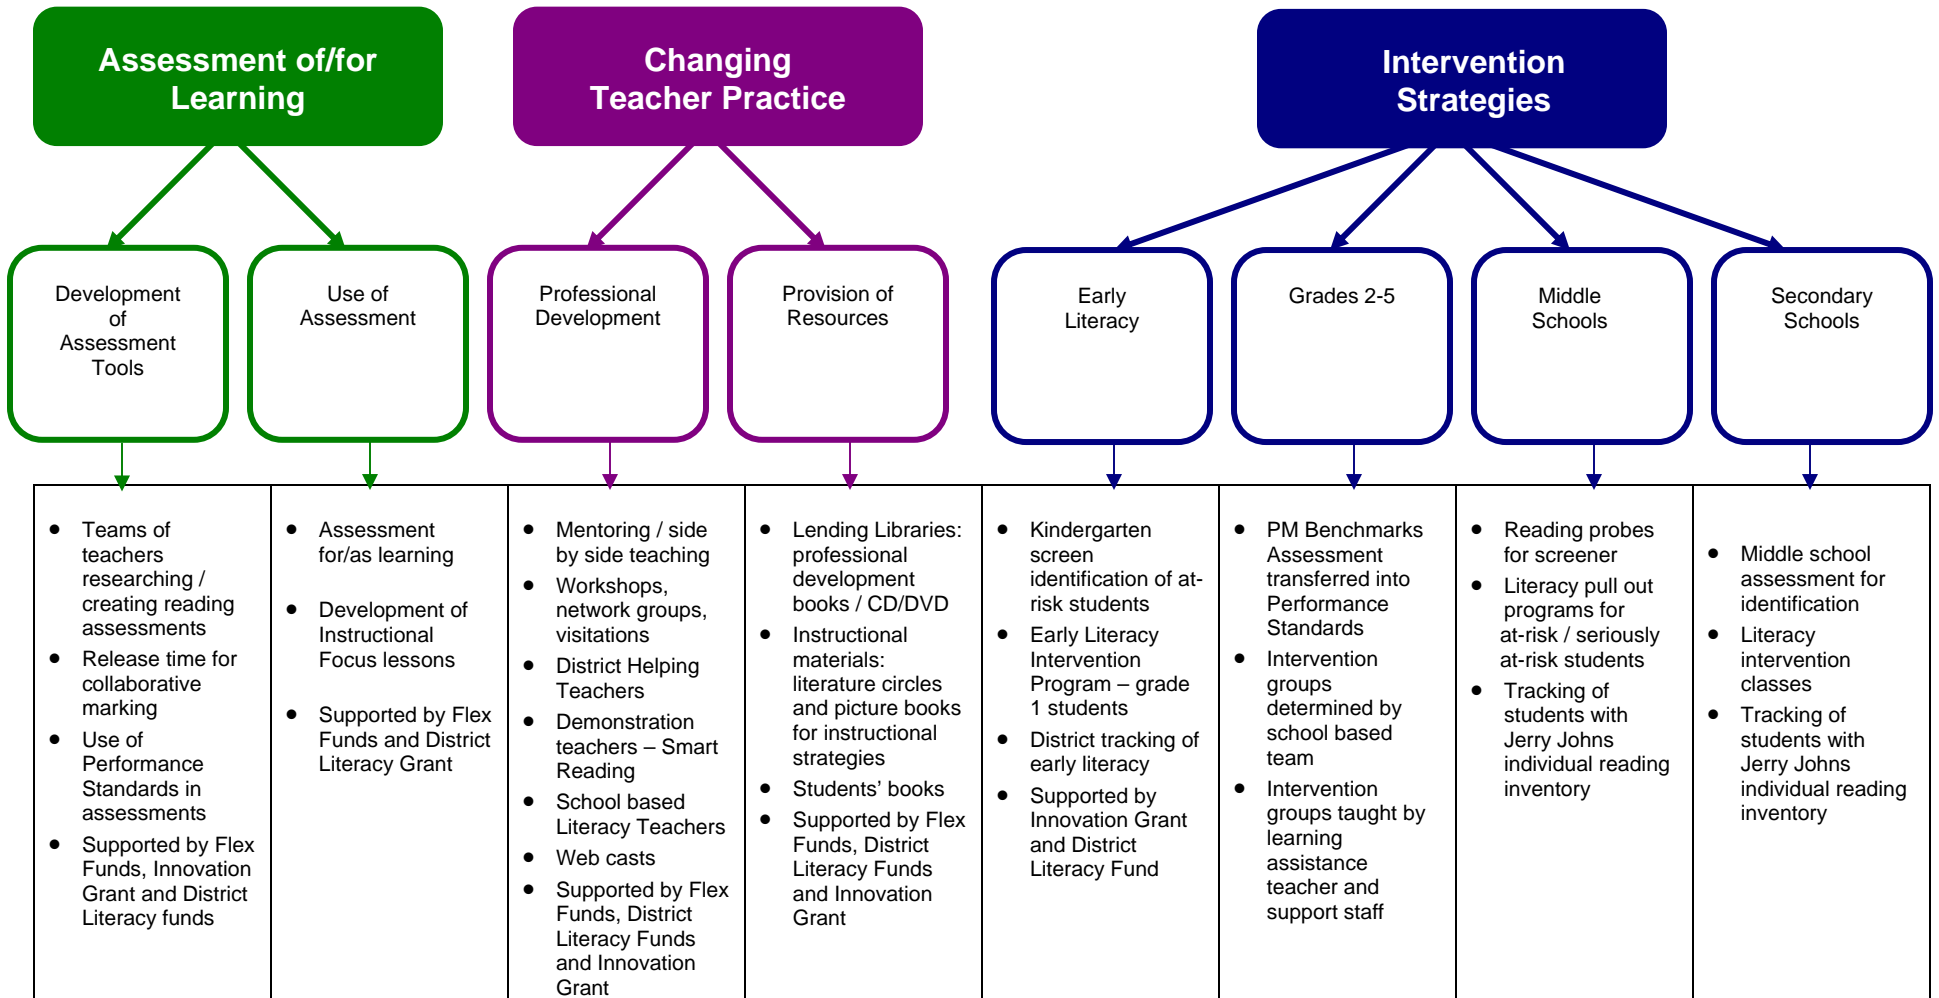 Assessment of/for
Learning
Changing
Teacher Practice
Intervention
Strategies
Development
of
Assessment
Tools
Use of
Assessment
Professional
Development
Provision of
Resources
Early
Literacy
Grades 2-5
Middle
Schools
Secondary
Schools
• Teams of
teachers
researching /
creating reading
assessments
• Release time for
collaborative
marking
• Use of
Performance
Standards in
assessments
• Supported by Flex
Funds, Innovation
Grant and District
Literacy funds
• Assessment
for/as learning
• Development of
Instructional
Focus lessons
• Supported by Flex
Funds and District
Literacy Grant
• Mentoring / side
by side teaching
• Workshops,
network groups,
visitations
• District Helping
Teachers
• Demonstration
teachers – Smart
Reading
• School based
Literacy Teachers
• Web casts
• Supported by Flex
Funds, District
Literacy Funds
and Innovation
Grant
• Lending Libraries:
professional
development
books / CD/DVD
• Instructional
materials:
literature circles
and picture books
for instructional
strategies
• Students’ books
• Supported by Flex
Funds, District
Literacy Funds
and Innovation
Grant
• Kindergarten
screen
identification of at-
risk students
• Early Literacy
Intervention
Program – grade
1 students
• District tracking of
early literacy
• Supported by
Innovation Grant
and District
Literacy Fund
• PM Benchmarks
Assessment
transferred into
Performance
Standards
• Intervention
groups
determined by
school based
team
• Intervention
groups taught by
learning
assistance
teacher and
support staff
• Reading probes
for screener
• Literacy pull out
programs for
at-risk / seriously
at-risk students
• Tracking of
students with
Jerry Johns
individual reading
inventory
• Middle school
assessment for
identification
• Literacy
intervention
classes
• Tracking of
students with
Jerry Johns
individual reading
inventory